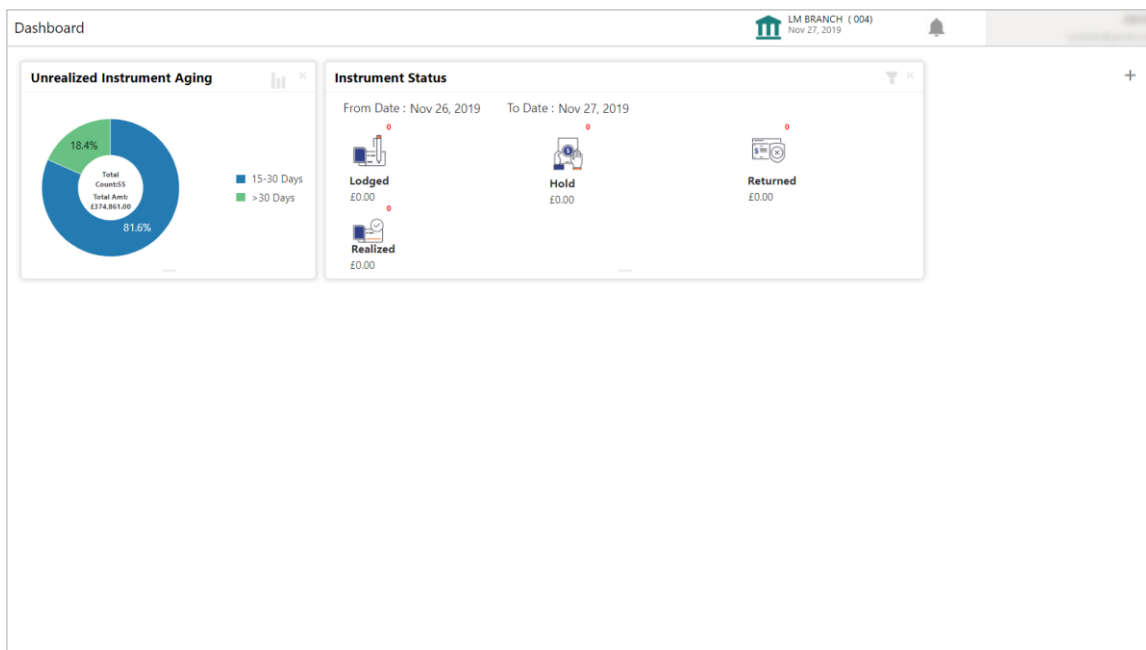 Dashboard
LM BRANCH ( 004)
Nov 27, 2019
Unrealized Instrument Aging
18.4%
Total
Count:55
Total Amt:
£374,861.00
81.6%
15-30 Days
>30 Days
Instrument Status
From Date : Nov 26, 2019 To Date : Nov 27, 2019
0
Lodged
£0.00
0
Hold
£0.00
0
Returned
£0.00
0
Realized
£0.00